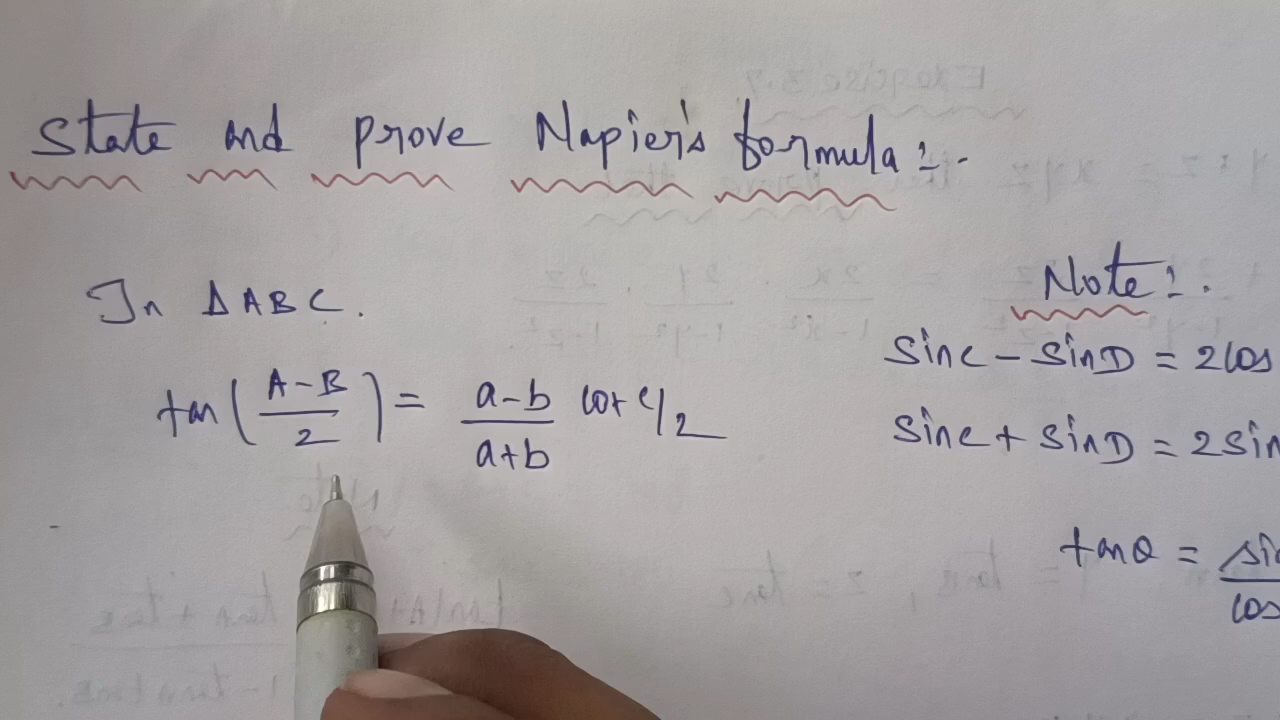 State and prove Napier's formula:-
In ΔABC.
tan(A-B/2) = a-b/a+b cot C/2
Note:-
sinC - sinD = 2cos
sinC + sinD = 2sin
tanθ = sin/cos